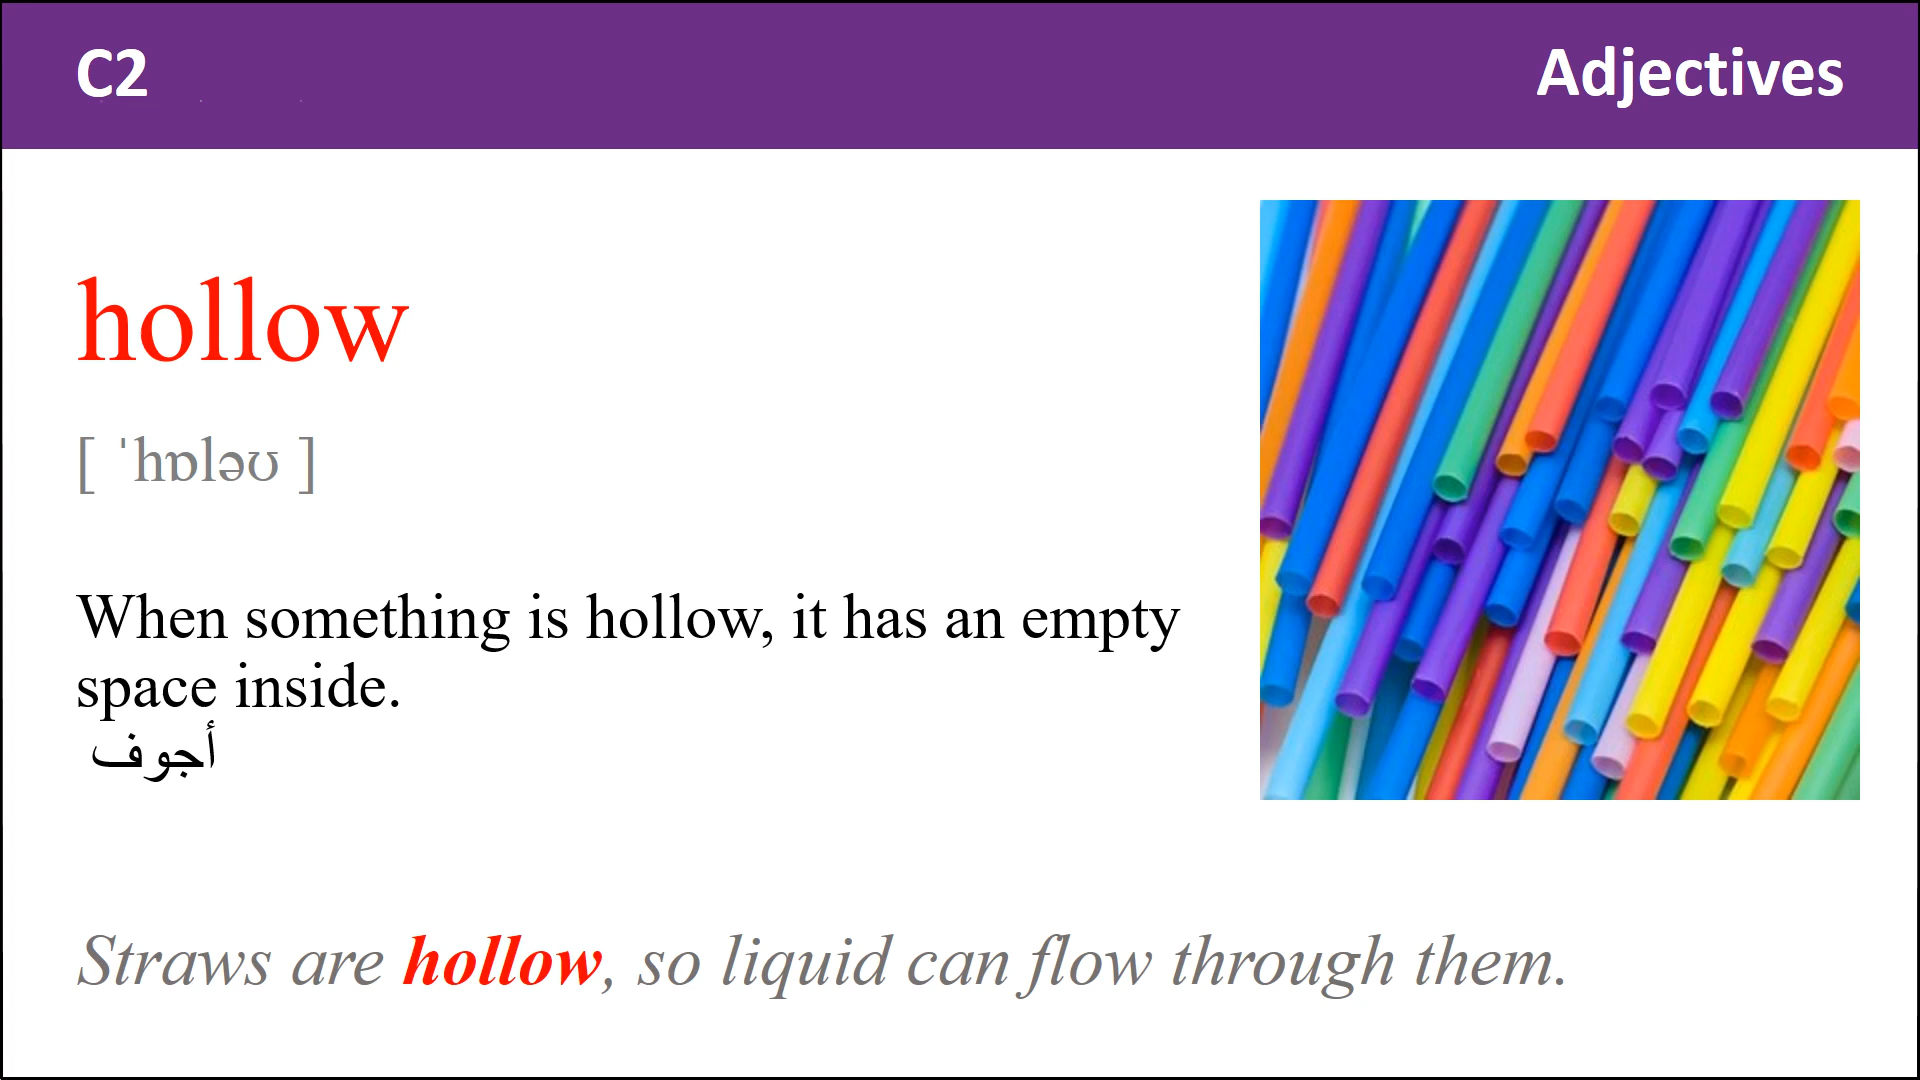 C2
Adjectives
hollow
[ ˈhɒləʊ ]
When something is hollow, it has an empty
space inside.
أجوف
Straws are hollow, so liquid can flow through them.